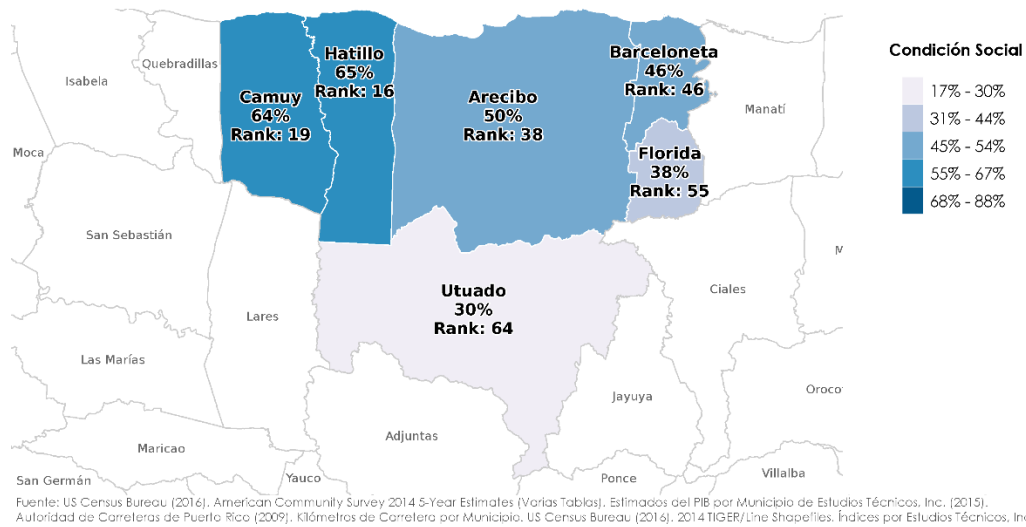 Isabela
Quebradillas
Moca
Camuy
64%
Rank: 19
Hatillo
65%
Rank: 16
Arecibo
50%
Rank: 38
Barceloneta
46%
Rank: 46
Manatí
Florida
38%
Rank: 55
Condición Social
17% - 30%
31% - 44%
45% - 54%
55% - 67%
68% - 88%
San Sebastián
Utuado
30%
Rank: 64
Lares
Ciales
M
Las Marías
Jayuya
Oroco
Adjuntas
Maricao
San Germán
Yauco
Ponce
Villalba
Fuente: US Census Bureau (2016). American Community Survey 2014 5-Year Estimates (Varias Tablas). Estimados del PIB por Municipio de Estudios Técnicos, Inc. (2015).
Autoridad de Carreteras de Puerto Rico (2009). Kilómetros de Carretera por Municipio. US Census Bureau (2016). 2014 TIGER/Line Shapefiles. Índices por Estudios Técnicos, Inc